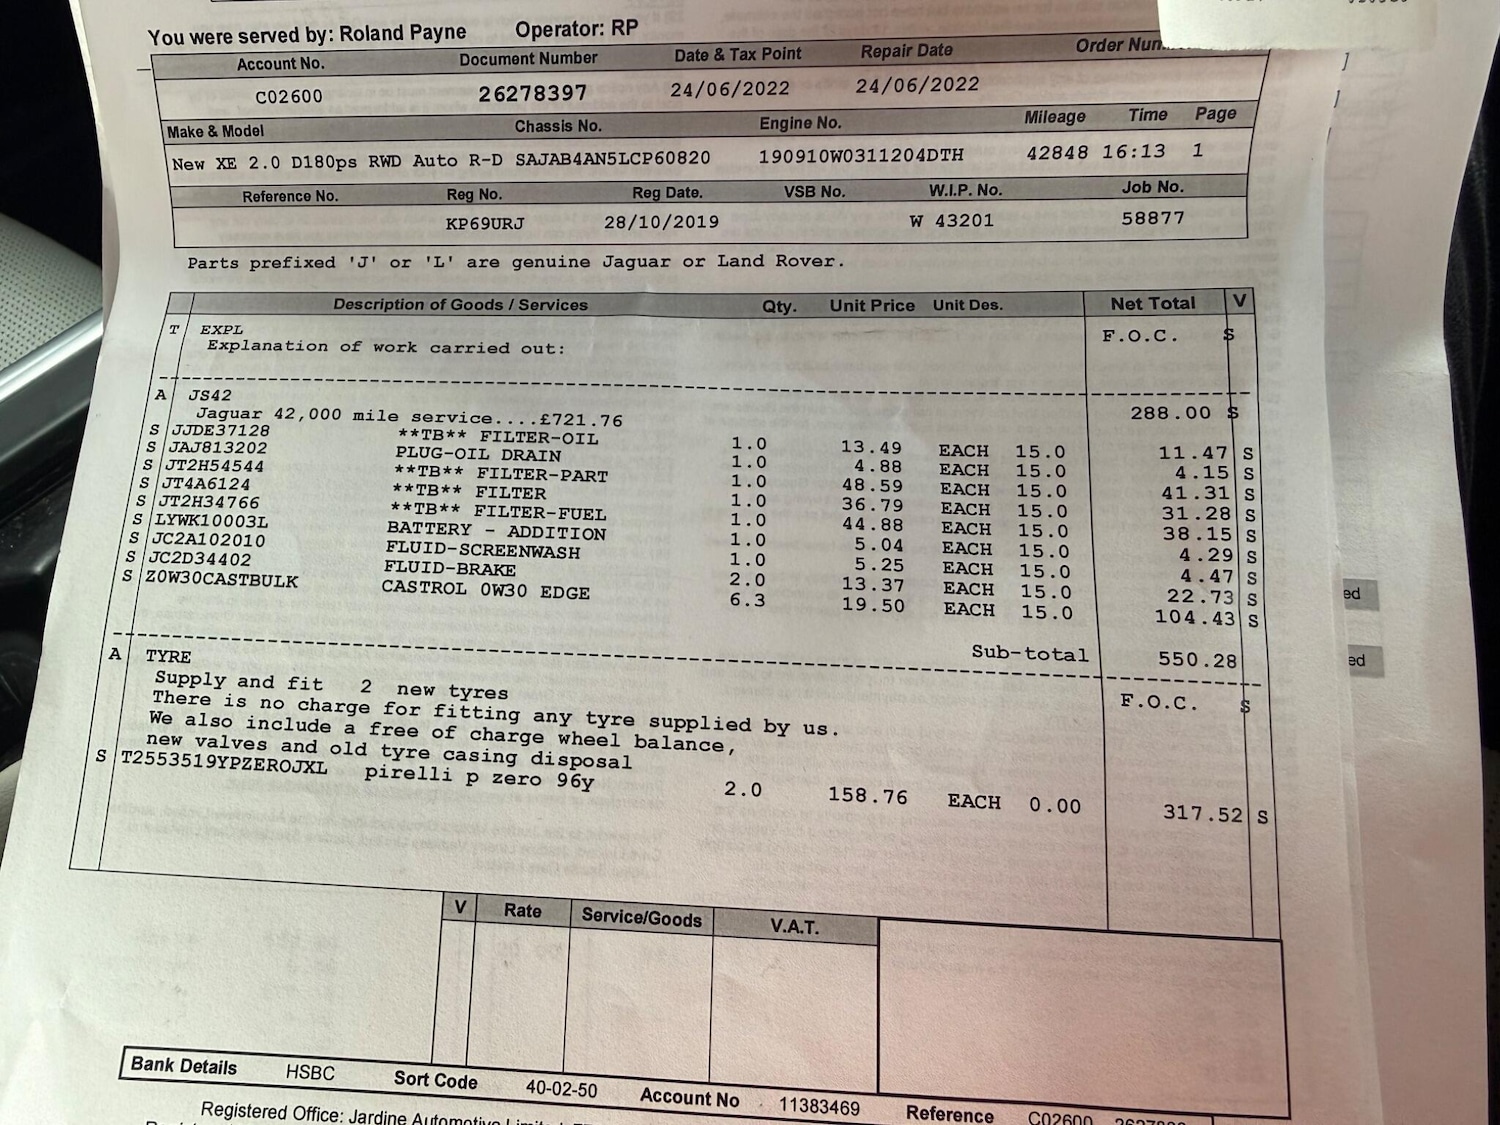 You were served by: Roland Payne Operator: RP
Account No. Document Number Date & Tax Point Repair Date Order
C02600 26278397 24/06/2022 24/06/2022
Make & Model Chassis No. Engine No. Mileage Time Page
New XE 2.0 D180ps RWD Auto R-D SAJAB4AN5LCP60820 190910W0311204DTH 42848 16:13 1
Reference No. Reg No. Reg Date. VSB No. W.I.P. No. Job No.
KP69URJ 28/10/2019 W 43201 58877
Parts prefixed 'J' or 'L' are genuine Jaguar or Land Rover.
Description of Goods / Services Qty. Unit Price Unit Des. Net Total V
T EXPL F.O.C. S
Explanation of work carried out:
A JS42 288.00 S
Jaguar 42,000 mile service....£721.76
S JJDE37128 **TB** FILTER-OIL 1.0 13.49 EACH 15.0 11.47 S
S JAJ813202 PLUG-OIL DRAIN 1.0 4.88 EACH 15.0 4.15 S
S JT2H54544 **TB** FILTER-PART 1.0 48.59 EACH 15.0 41.31 S
S JT4A6124 **TB** FILTER 1.0 36.79 EACH 15.0 31.28 S
S JT2H34766 **TB** FILTER-FUEL 1.0 44.88 EACH 15.0 38.15 S
S LYWK10003L BATTERY - ADDITION 1.0 5.04 EACH 15.0 4.29 S
S JC2A102010 FLUID-SCREENWASH 1.0 5.25 EACH 15.0 4.47 S
S JC2D34402 FLUID-BRAKE 2.0 13.37 EACH 15.0 22.73 S
S Z0W30CASTBULK CASTROL 0W30 EDGE 6.3 19.50 EACH 15.0 104.43 S
Sub-total 550.28
A TYRE F.O.C. S
Supply and fit 2 new tyres
There is no charge for fitting any tyre supplied by us.
We also include a free of charge wheel balance,
new valves and old tyre casing disposal
S T2553519YPZEROJXL pirelli p zero 96y 2.0 158.76 EACH 0.00 317.52 S
V Rate Service/Goods V.A.T.
Bank Details HSBC Sort Code 40-02-50 Account No 11383469 Reference C02600
Registered Office: Jardine Automotive